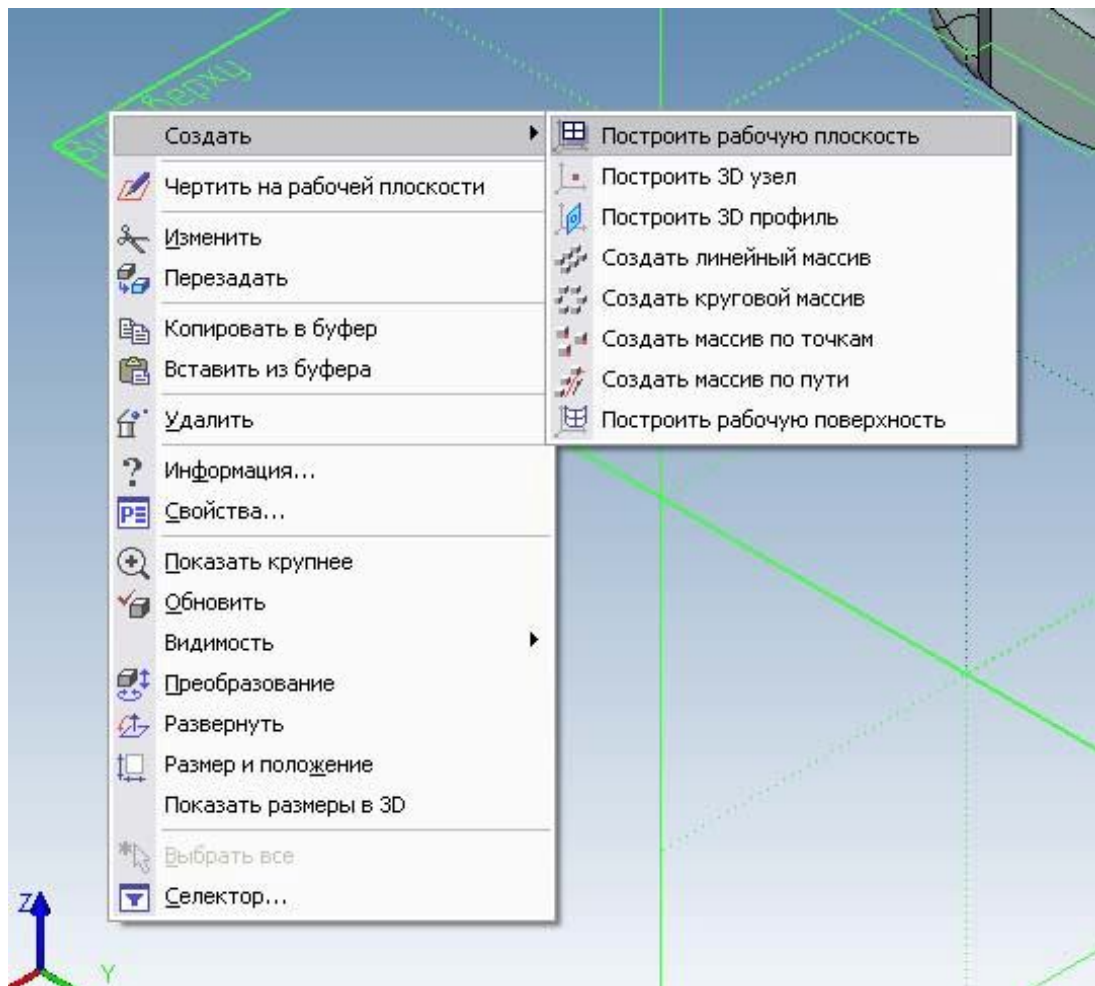 Создать
Чертить на рабочей плоскости
Изменить
Перезадать
Копировать в буфер
Вставить из буфера
Удалить
Информация...
Свойства...
Показать крупнее
Обновить
Видимость
Преобразование
Развернуть
Размер и положение
Показать размеры в 3D
Выбрать все
Селектор...
Построить рабочую плоскость
Построить 3D узел
Построить 3D профиль
Создать линейный массив
Создать круговой массив
Создать массив по точкам
Создать массив по пути
Построить рабочую поверхность
Z
Y